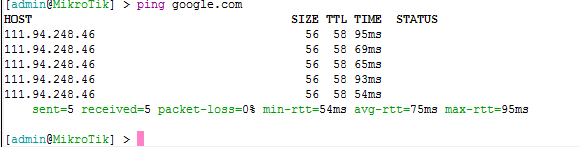 [admin@MikroTik] > ping google.com
HOST SIZE TTL TIME STATUS
111.94.248.46 56 58 95ms
111.94.248.46 56 58 69ms
111.94.248.46 56 58 65ms
111.94.248.46 56 58 93ms
111.94.248.46 56 58 54ms
sent=5 received=5 packet-loss=0% min-rtt=54ms avg-rtt=75ms max-rtt=95ms
[admin@MikroTik] >